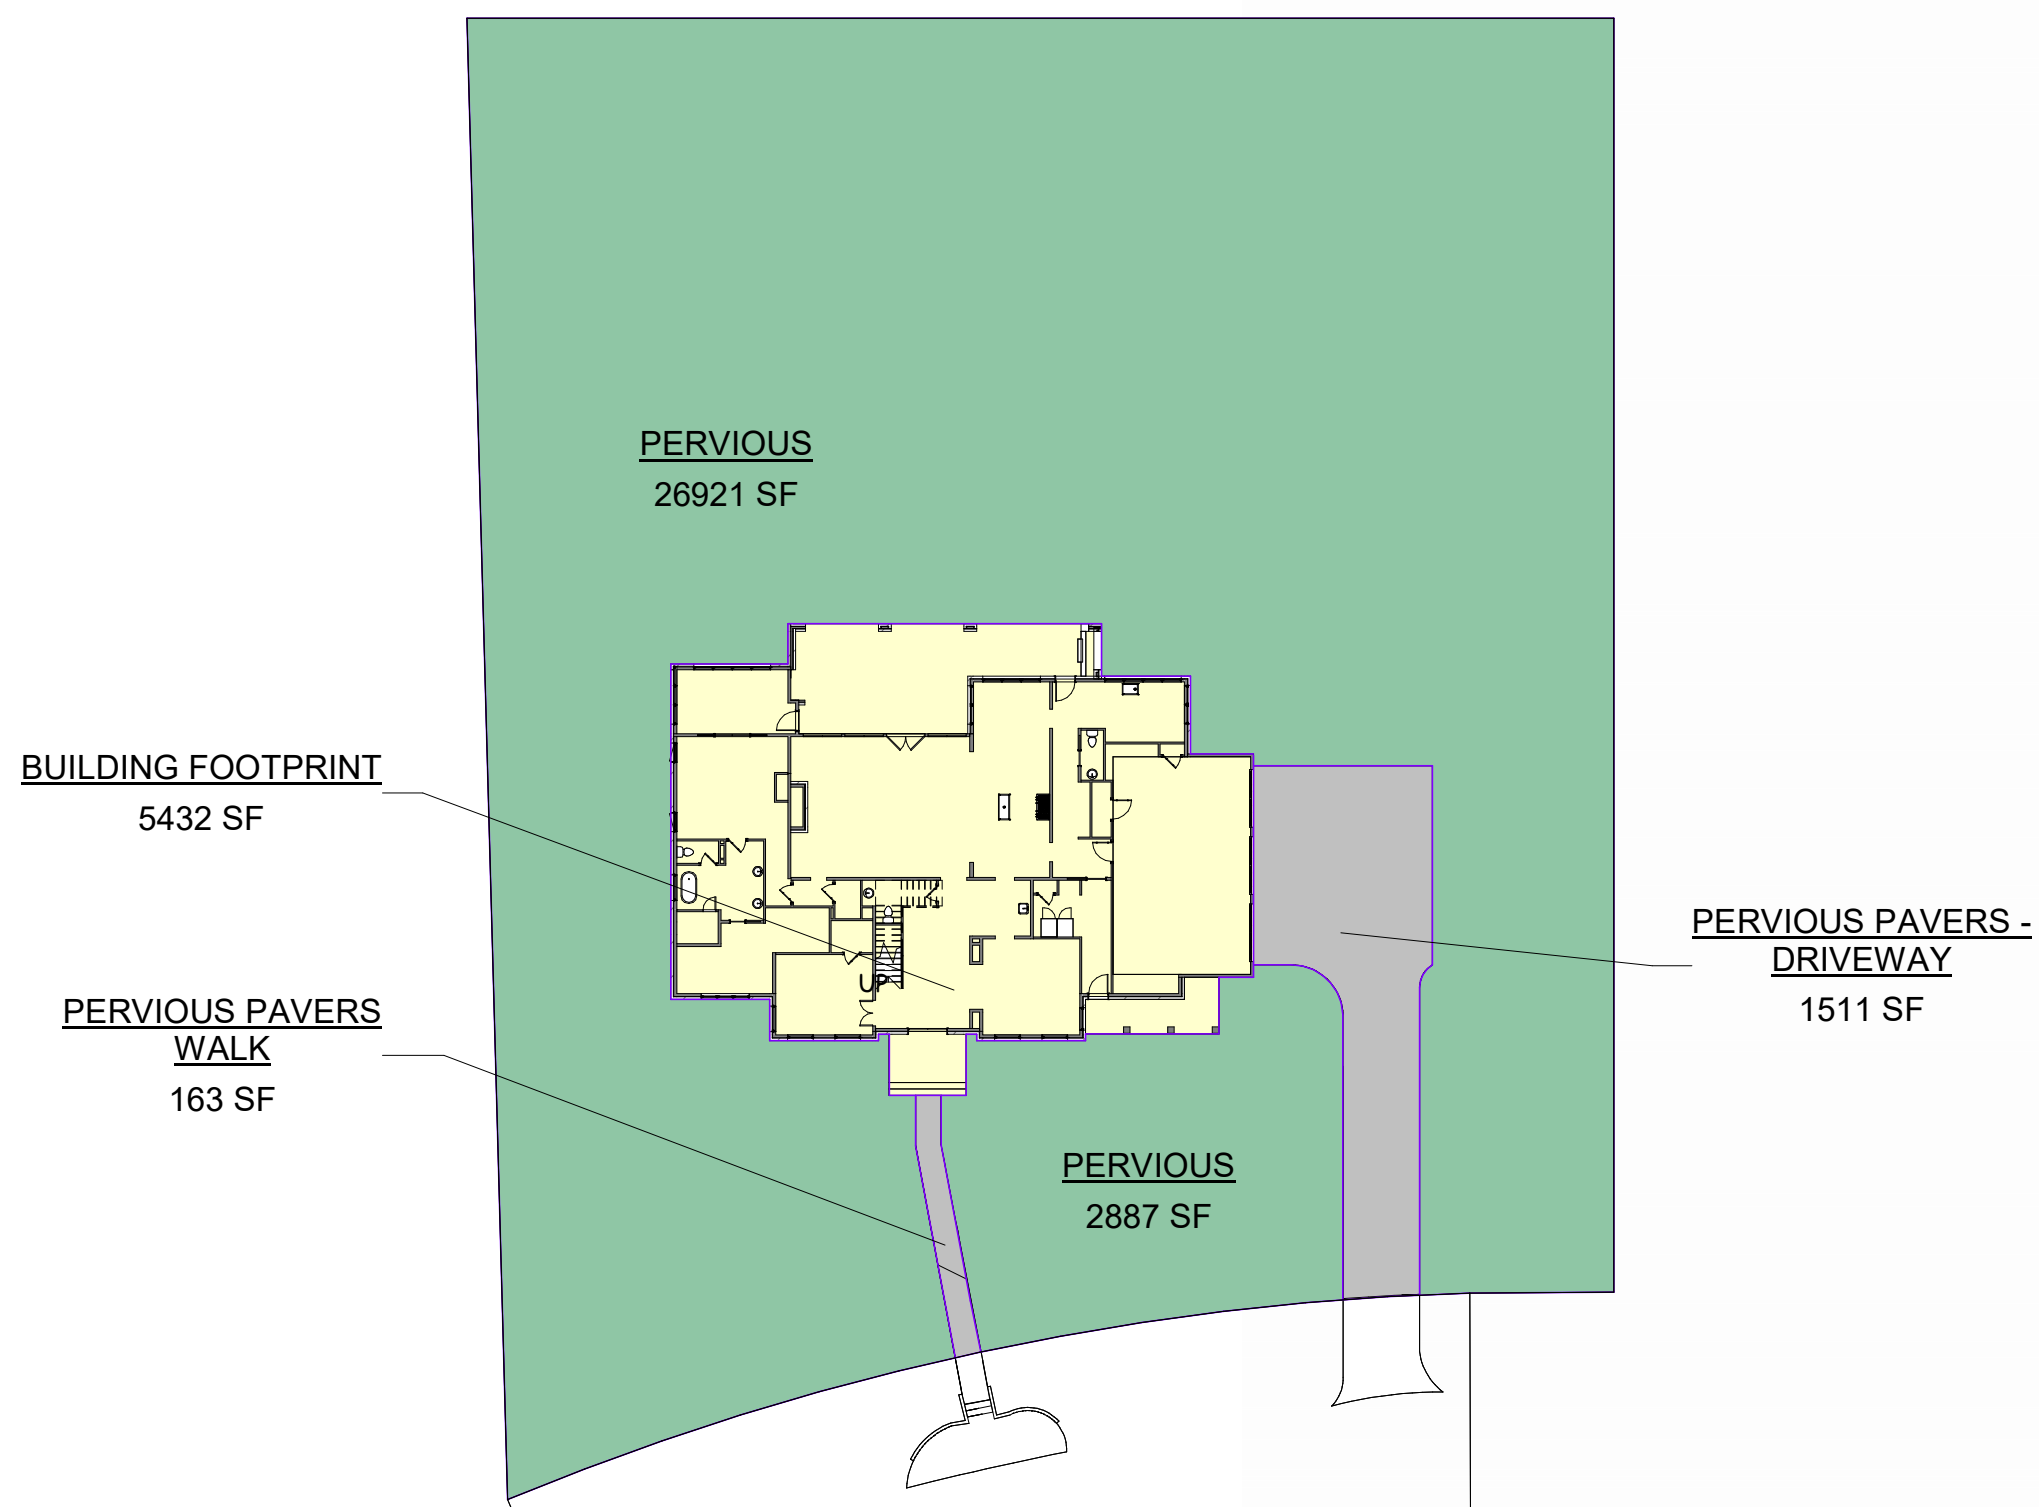 PERVIOUS
26921 SF
BUILDING FOOTPRINT
5432 SF
PERVIOUS PAVERS -
DRIVEWAY
1511 SF
UP
PERVIOUS PAVERS
WALK
163 SF
PERVIOUS
2887 SF